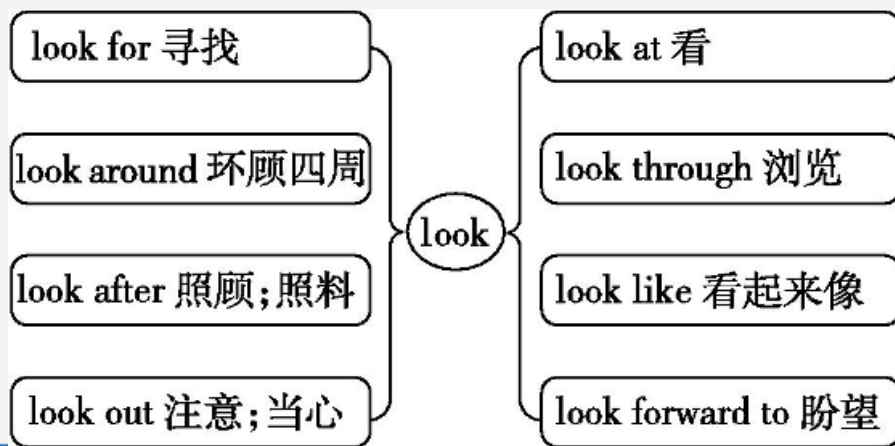 look for 寻找
look around 环顾四周
look after 照顾;照料
look out 注意;当心
look
look at 看
look through 浏览
look like 看起来像
look forward to 盼望